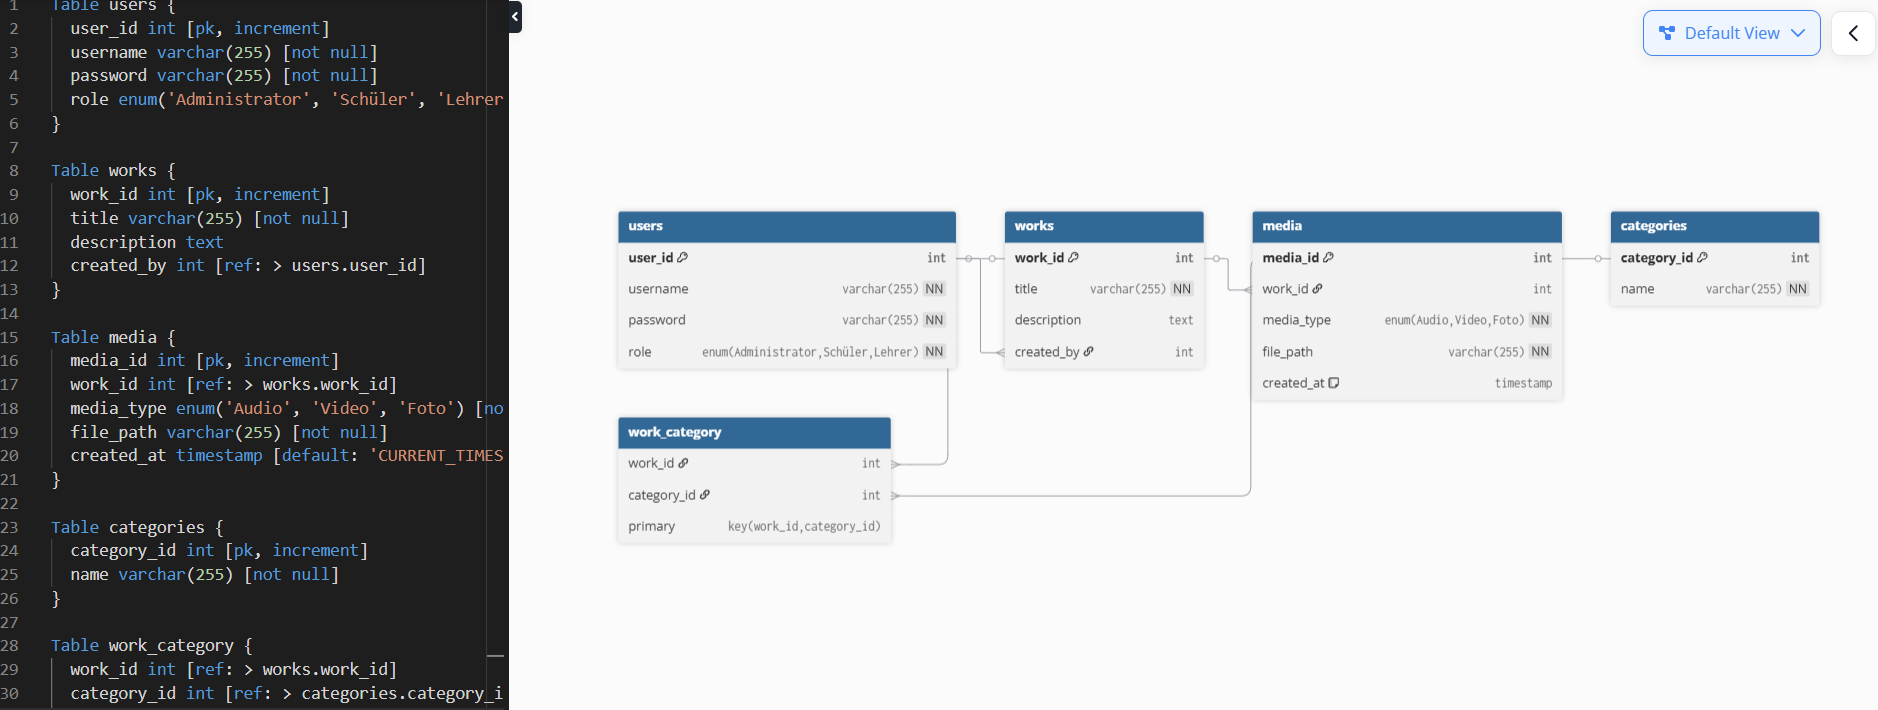 1 Table users {
2 user_id int [pk, increment]
3 username varchar(255) [not null]
4 password varchar(255) [not null]
5 role enum('Administrator', 'Schüler', 'Lehrer
6 }
7
8 Table works {
9 work_id int [pk, increment]
10 title varchar(255) [not null]
11 description text
12 created_by int [ref: > users.user_id]
13 }
14
15 Table media {
16 media_id int [pk, increment]
17 work_id int [ref: > works.work_id]
18 media_type enum('Audio', 'Video', 'Foto') [no
19 file_path varchar(255) [not null]
20 created_at timestamp [default: 'CURRENT_TIMES
21 }
22
23 Table categories {
24 category_id int [pk, increment]
25 name varchar(255) [not null]
26 }
27
28 Table work_category {
29 work_id int [ref: > works.work_id]
30 category_id int [ref: > categories.category_i
Default View
users
user_id int
username varchar(255) NN
password varchar(255) NN
role enum(Administrator,Schüler,Lehrer) NN
works
work_id int
title varchar(255) NN
description text
created_by int
media
media_id int
work_id int
media_type enum(Audio,Video,Foto) NN
file_path varchar(255) NN
created_at timestamp
categories
category_id int
name varchar(255) NN
work_category
work_id int
category_id int
primary key(work_id,category_id)